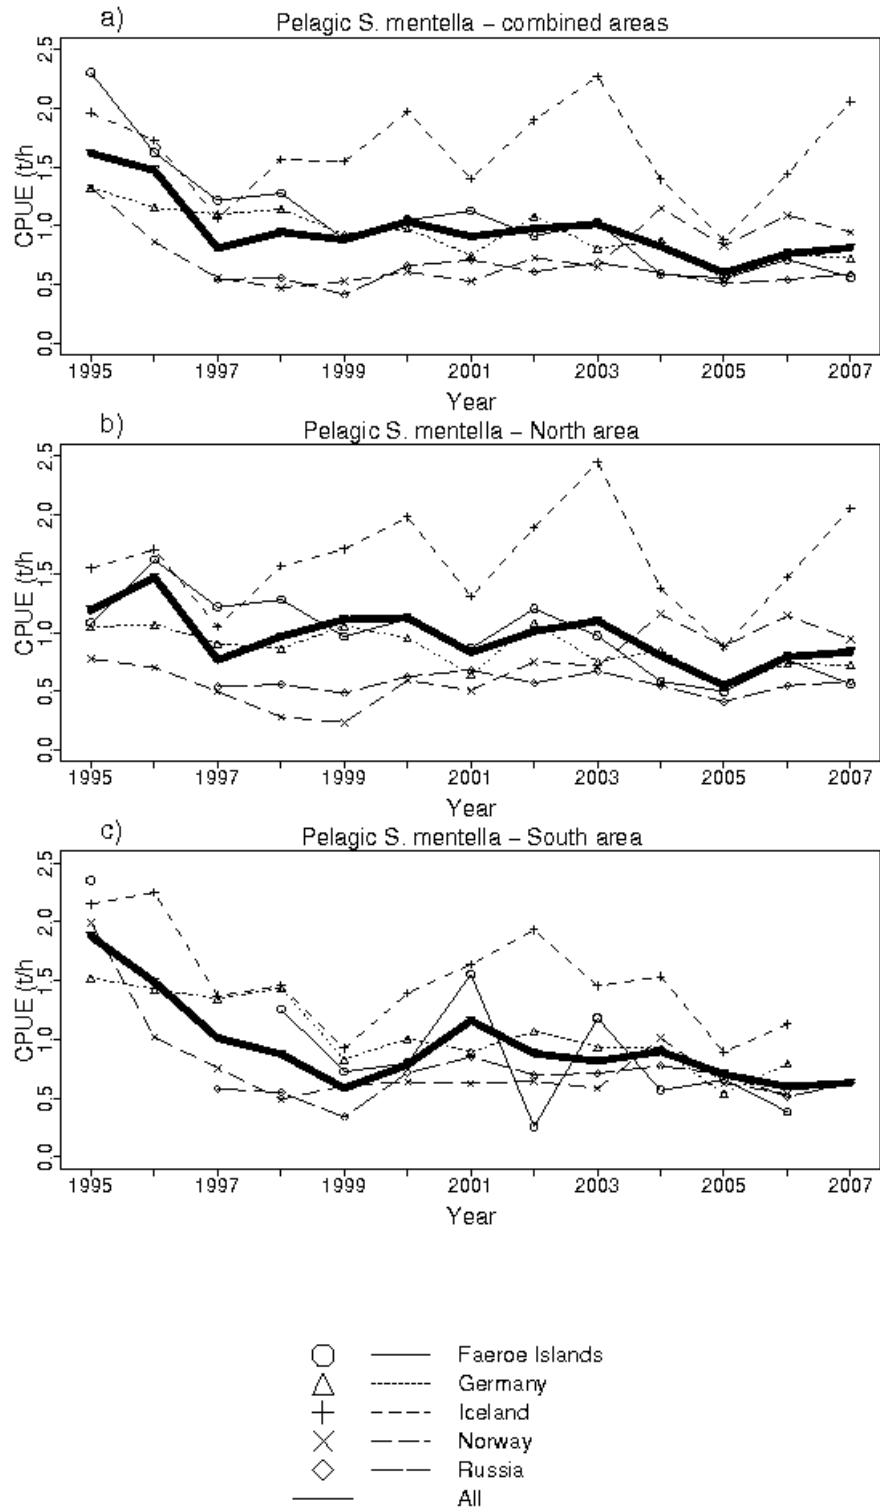 a) Pelagic S. mentella – combined areas
CPUE (t/h
0.0 0.5 1.0 1.5 2.0 2.5
1995 1997 1999 2001 2003 2005 2007
Year
b) Pelagic S. mentella – North area
CPUE (t/h
0.0 0.5 1.0 1.5 2.0 2.5
1995 1997 1999 2001 2003 2005 2007
Year
c) Pelagic S. mentella – South area
CPUE (t/h
0.0 0.5 1.0 1.5 2.0 2.5
1995 1997 1999 2001 2003 2005 2007
Year
Faeroe Islands
Germany
Iceland
Norway
Russia
All